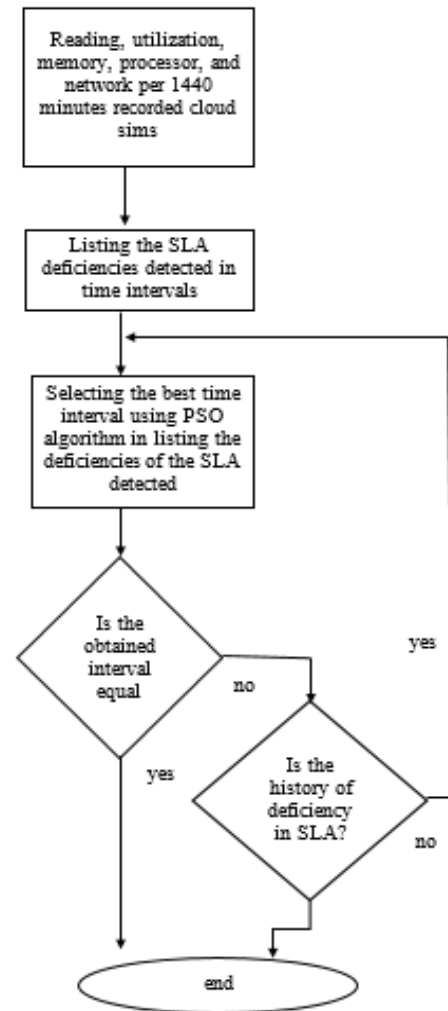 Reading, utilization,
memory, processor, and
network per 1440
minutes recorded cloud
sims
Listing the SLA
deficiencies detected in
time intervals
Selecting the best time
interval using PSO
algorithm in listing the
deficiencies of the SLA
detected
Is the
obtained
interval
equal
yes
no
yes
Is the
history of
deficiency
in SLA?
no
end